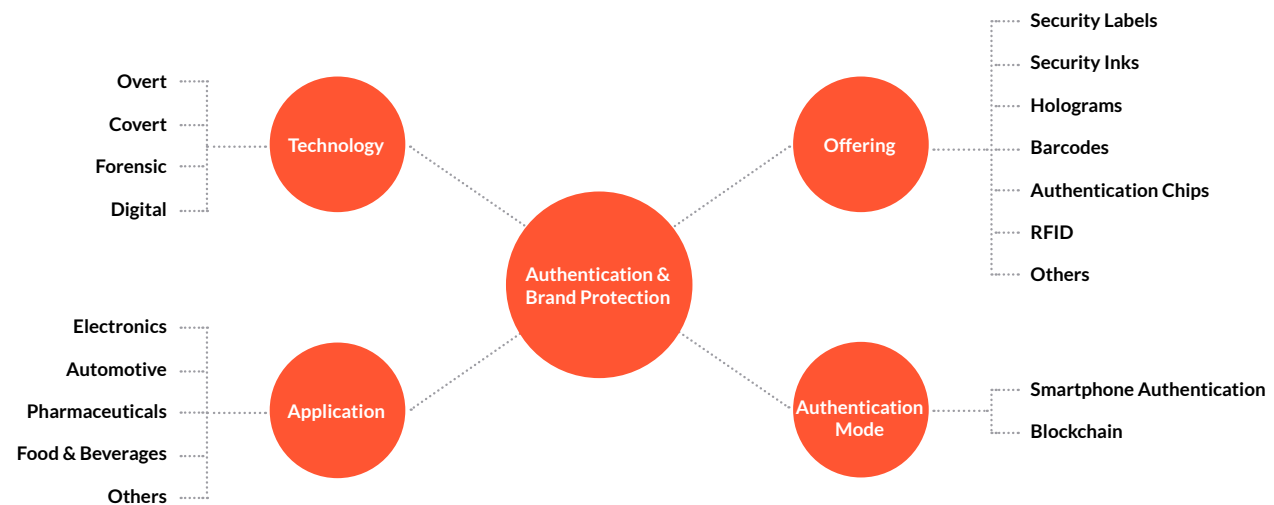 Overt
Covert
Forensic
Digital
Technology
Offering
Security Labels
Security Inks
Holograms
Barcodes
Authentication Chips
RFID
Others
Authentication &
Brand Protection
Electronics
Automotive
Pharmaceuticals
Food & Beverages
Others
Application
Authentication
Mode
Smartphone Authentication
Blockchain